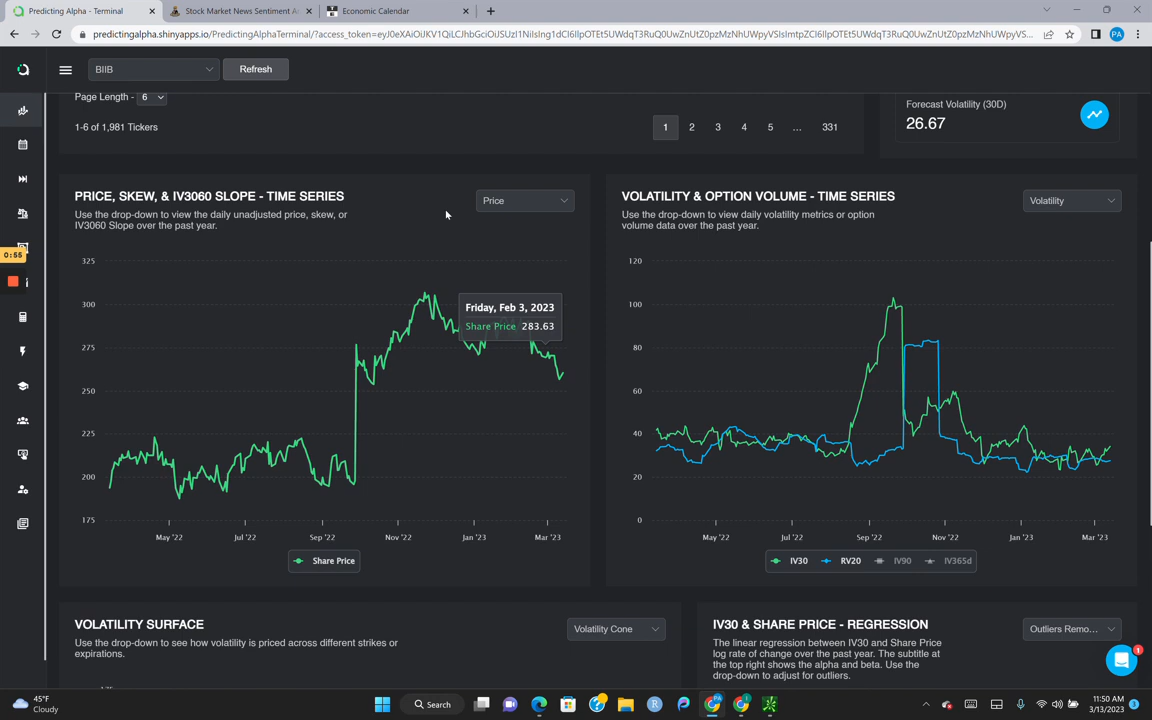 Predicting Alpha - Terminal
Stock Market News Sentiment A
Economic Calendar
predictingalpha.shinyapps.io/PredictingAlphaTerminal/?access_token=eyJ0eXAiOiJKV1QiLCJhbGciOiJSUzI1NiIsIng1dCI6IlIpOTEt5UWdqT3RuQ0UwZnUtZ0pzMzNhUWpyVSIsImtpZCI6IlIpOTEt5UWdqT3RuQ0UwZnUtZ0pzMzNhUWpyVS...
PA
BIIB
Refresh
Page Length - 6
1-6 of 1,981 Tickers
1 2 3 4 5 ... 331
Forecast Volatility (30D)
26.67
0:55
PRICE, SKEW, & IV3060 SLOPE - TIME SERIES
Use the drop-down to view the daily unadjusted price, skew, or
IV3060 Slope over the past year.
Price
325
300
275
250
225
200
175
Friday, Feb 3, 2023
Share Price 283.63
May '22 Jul '22 Sep '22 Nov '22 Jan '23 Mar '23
Share Price
VOLATILITY & OPTION VOLUME - TIME SERIES
Use the drop-down to view daily volatility metrics or option
volume data over the past year.
Volatility
120
100
80
60
40
20
0
May '22 Jul '22 Sep '22 Nov '22 Jan '23 Mar '23
IV30 RV20 IV90 IV365d
VOLATILITY SURFACE
Use the drop-down to see how volatility is priced across different strikes or
expirations.
Volatility Cone
IV30 & SHARE PRICE - REGRESSION
The linear regression between IV30 and Share Price
log rate of change over the past year. The subtitle at
the top right shows the alpha and beta. Use the
drop-down to adjust for outliers.
Outliers Remo...
1
45°F
Cloudy
Search
11:50 AM
3/13/2023
3